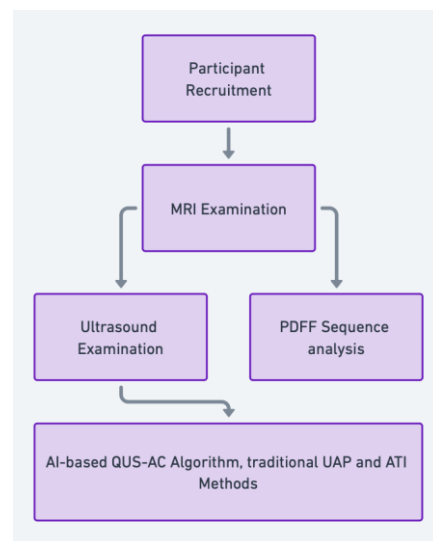 Participant
Recruitment
MRI Examination
Ultrasound
Examination
PDFF Sequence
analysis
AI-based QUS-AC Algorithm, traditional UAP and ATI
Methods